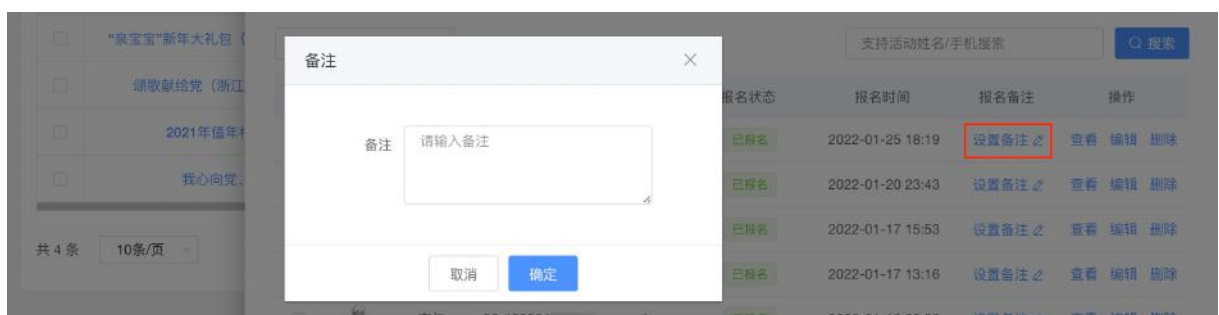 "泉宝宝"新年大礼包（
支持活动姓名/手机搜索
搜索
备注
颂歌献给党（浙江
报名状态
报名时间
报名备注
操作
备注
请输入备注
2021年值年
已报名
2022-01-25 18:19
设置备注
查看 编辑 删除
我心向党、
已报名
2022-01-20 23:43
设置备注
查看 编辑 删除
已报名
2022-01-17 15:53
设置备注
查看 编辑 删除
共 4 条
10条/页
取消
确定
已报名
2022-01-17 13:16
设置备注
查看 编辑 删除